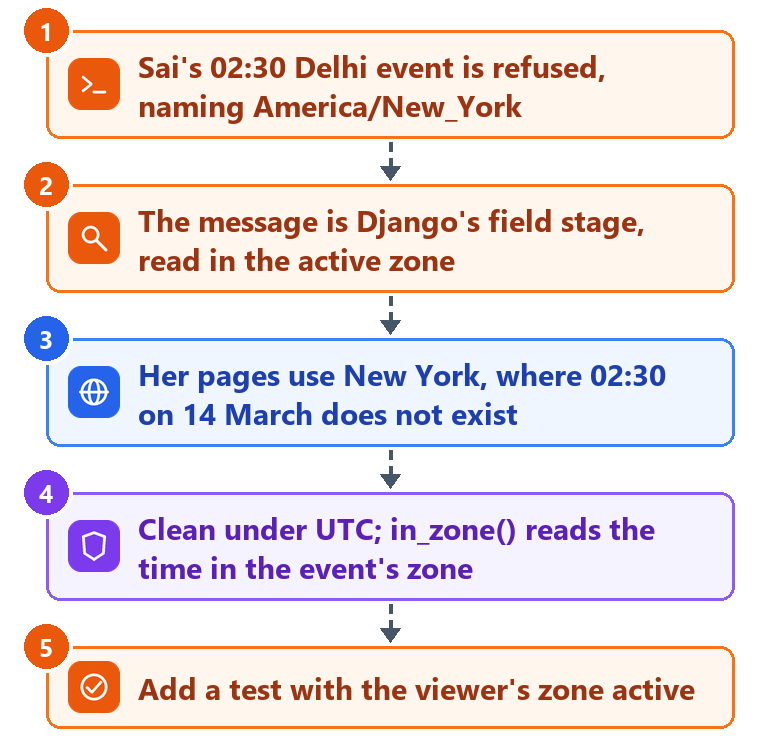 1
Sai's 02:30 Delhi event is refused,
naming America/New_York
2
The message is Django's field stage,
read in the active zone
3
Her pages use New York, where 02:30
on 14 March does not exist
4
Clean under UTC; in_zone() reads the
time in the event's zone
5
Add a test with the viewer's zone active